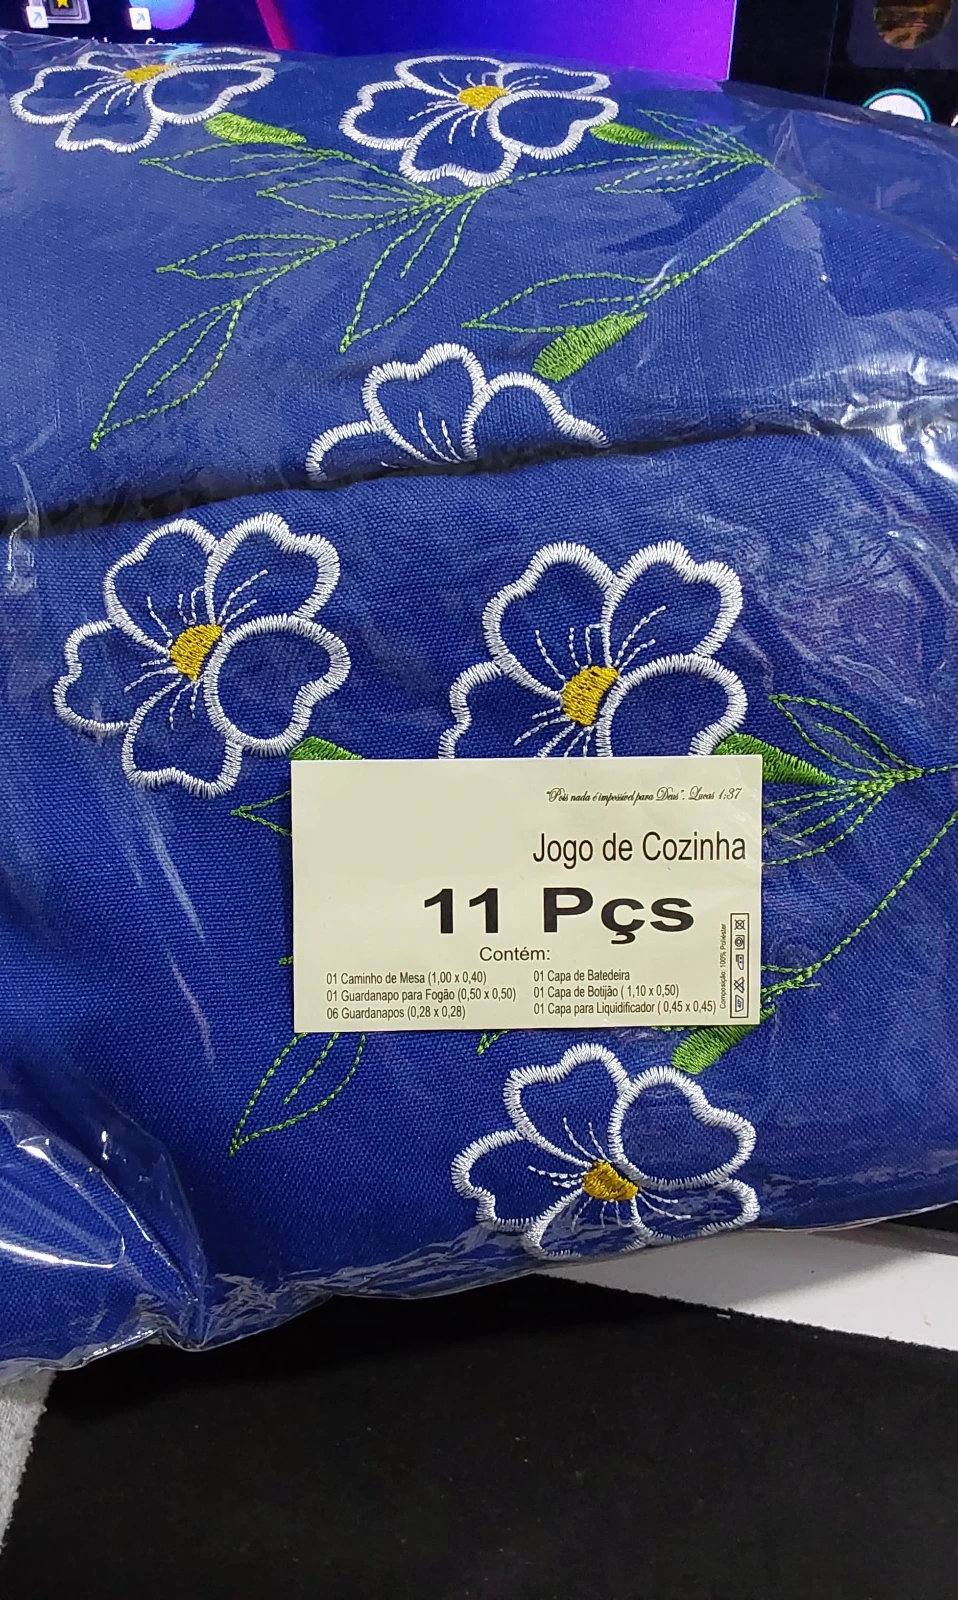 "Pois nada é impossível para Deus". Lucas 1:37
Jogo de Cozinha
11 Pçs
Contém:
01 Caminho de Mesa (1,00 x 0,40)
01 Guardanapo para Fogão (0,50 x 0,50)
06 Guardanapos (0,28 x 0,28)
01 Capa de Batedeira
01 Capa de Botijão ( 1,10 x 0,50)
01 Capa para Liquidificador ( 0,45 x 0,45)
Composição: 100% Poliéster